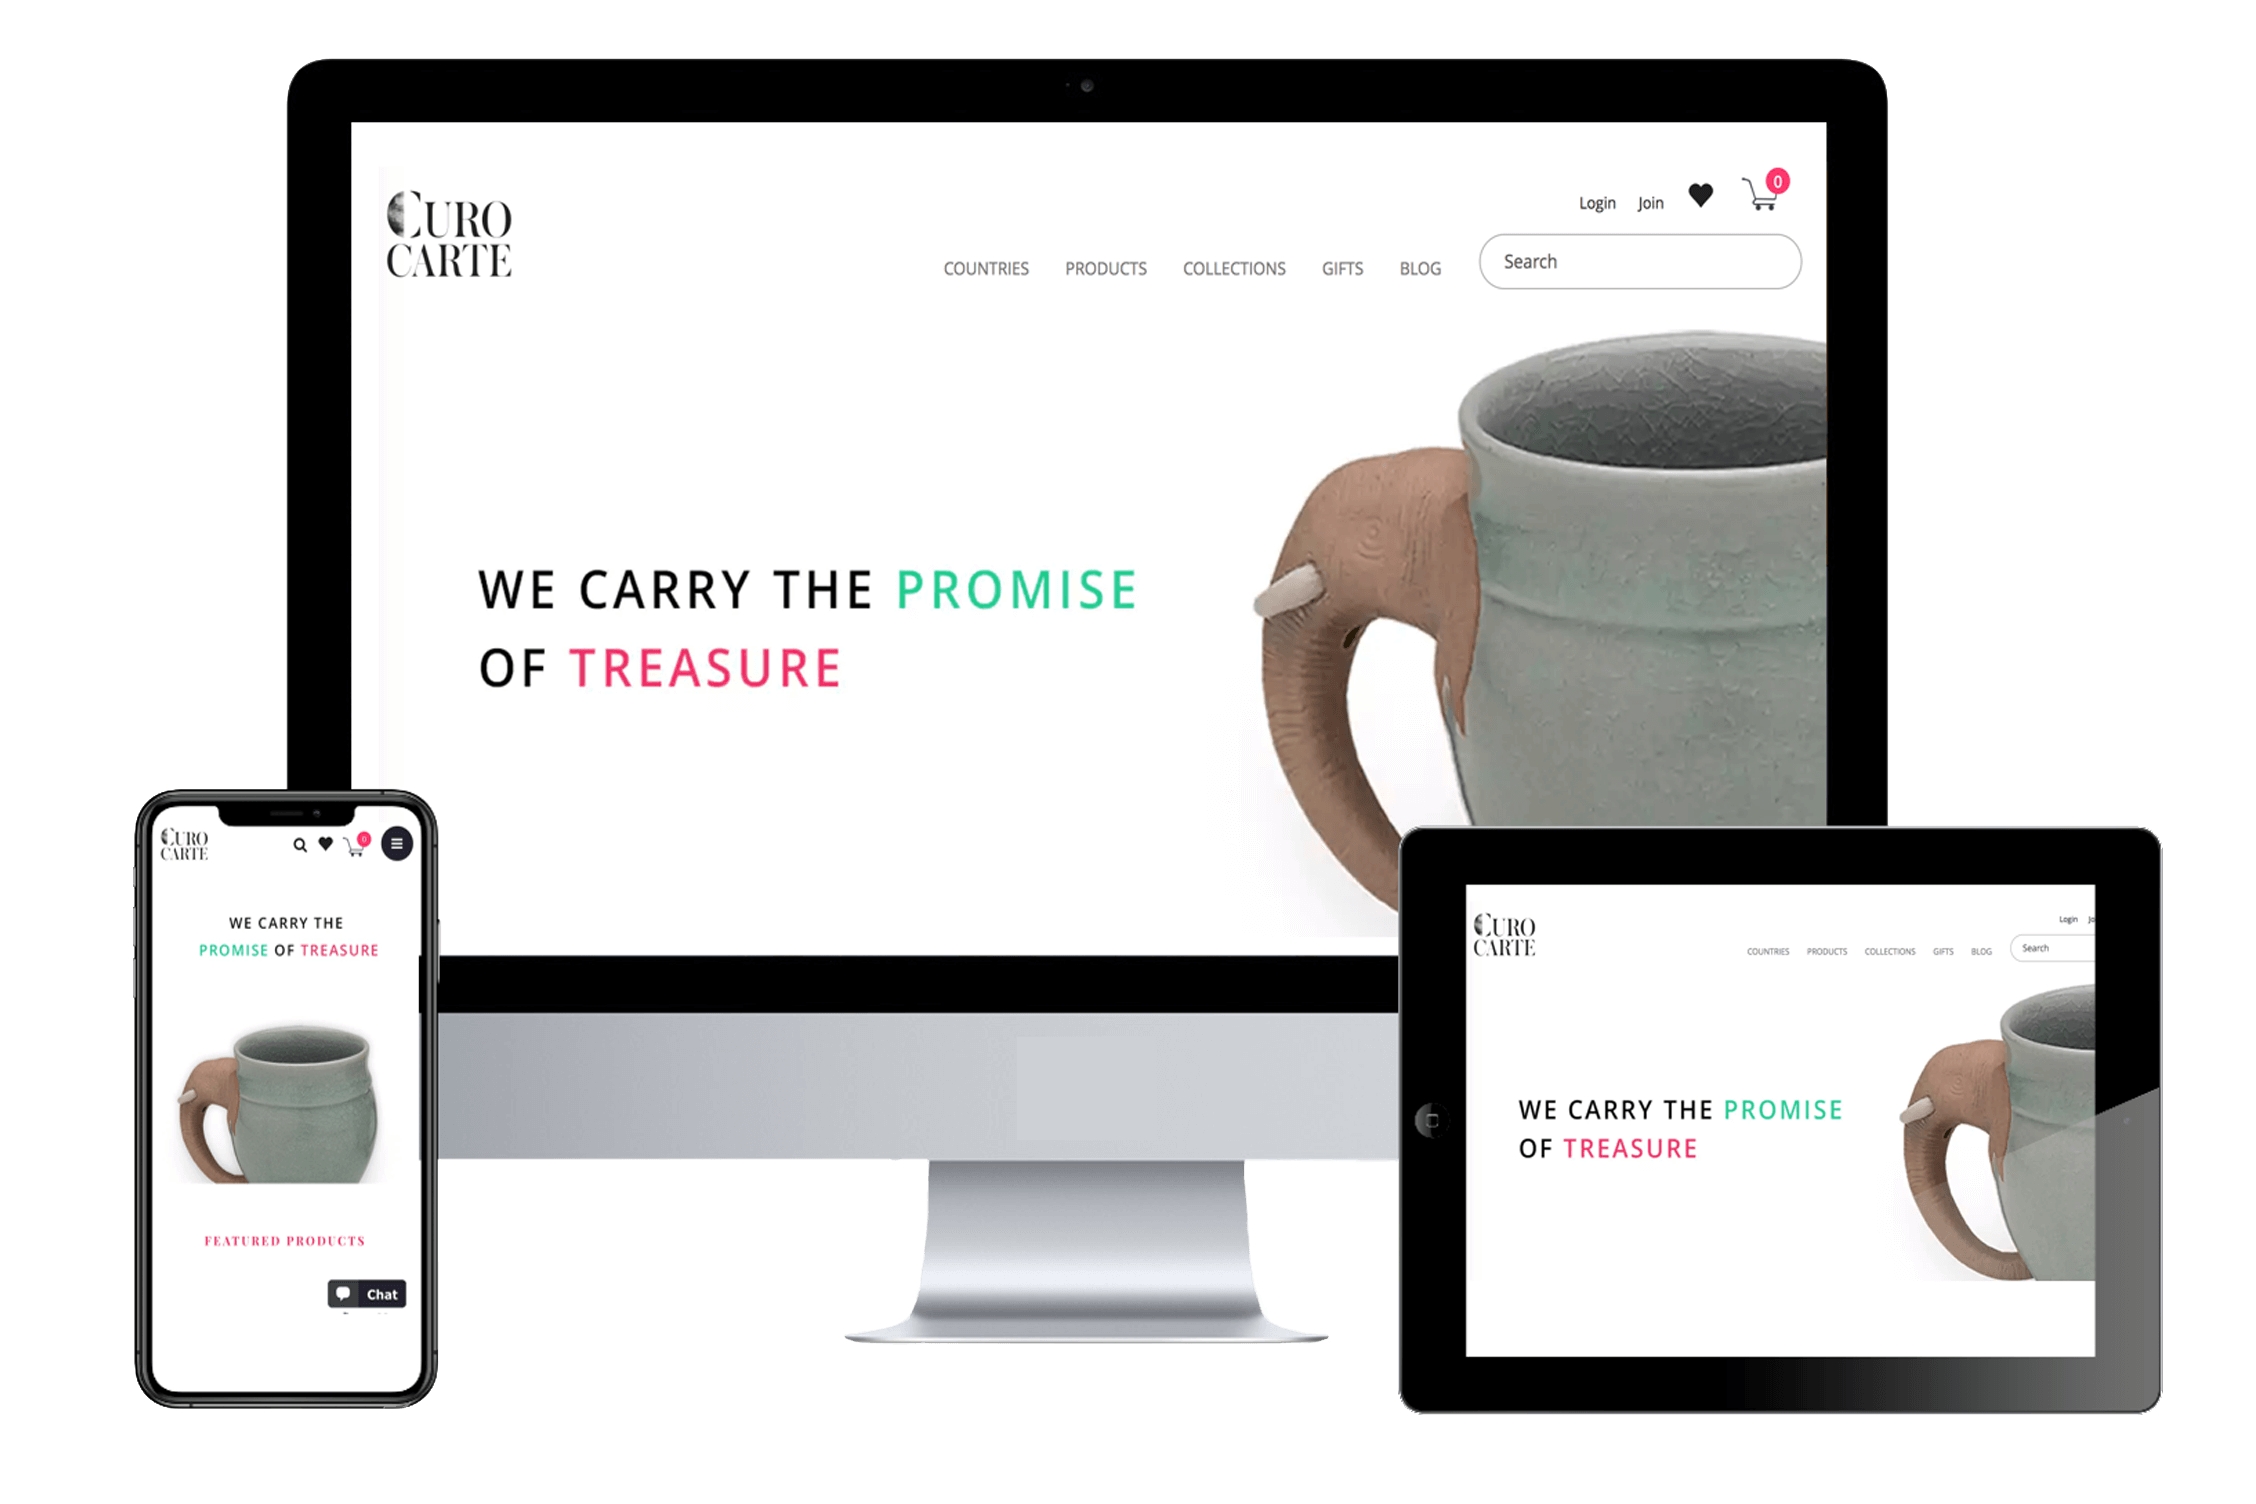 CURO
CARTE
Login Join 0
COUNTRIES PRODUCTS COLLECTIONS GIFTS BLOG Search
WE CARRY THE PROMISE
OF TREASURE
CURO
CARTE
0
WE CARRY THE
PROMISE OF TREASURE
FEATURED PRODUCTS
Chat
CURO
CARTE
Login Jo
COUNTRIES PRODUCTS COLLECTIONS GIFTS BLOG Search
WE CARRY THE PROMISE
OF TREASURE